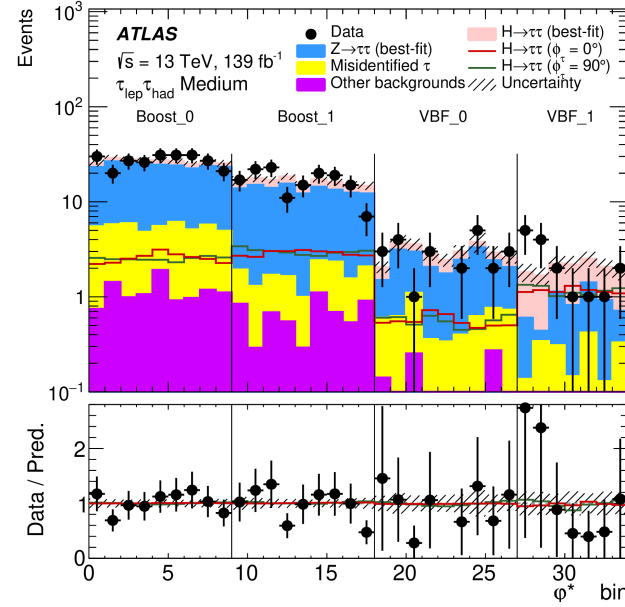 Events
10³
10²
10
1
10⁻¹
ATLAS
√s = 13 TeV, 139 fb⁻¹
τlepτhad Medium
Data
Z→ττ (best-fit)
Misidentified τ
Other backgrounds
H→ττ (best-fit)
H→ττ (ϕτ = 0°)
H→ττ (ϕτ = 90°)
Uncertainty
Boost_0
Boost_1
VBF_0
VBF_1
Data / Pred.
2
1
0
0 5 10 15 20 25 30
φ* bin